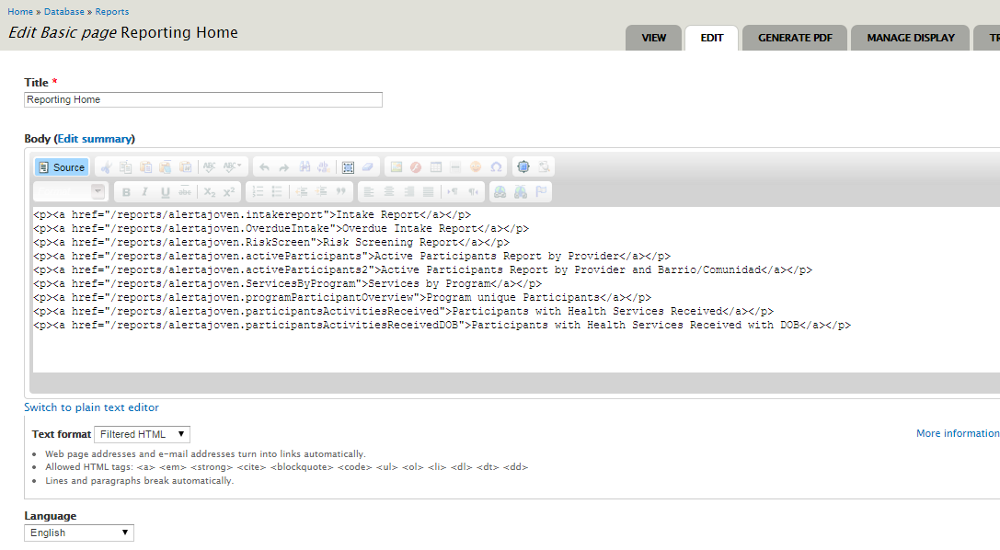 Home » Database » Reports
Edit Basic page Reporting Home
VIEW EDIT GENERATE PDF MANAGE DISPLAY TR
Title *
Reporting Home
Body (Edit summary)
Source
B I U abc X₂ X²
<p><a href="/reports/alertajoven.intakereport">Intake Report</a></p>
<p><a href="/reports/alertajoven.OverdueIntake">Overdue Intake Report</a></p>
<p><a href="/reports/alertajoven.RiskScreen">Risk Screening Report</a></p>
<p><a href="/reports/alertajoven.activeParticipants">Active Participants Report by Provider</a></p>
<p><a href="/reports/alertajoven.activeParticipants2">Active Participants Report by Provider and Barrio/Comunidad</a></p>
<p><a href="/reports/alertajoven.ServicesByProgram">Services by Program</a></p>
<p><a href="/reports/alertajoven.programParticipantOverview">Program unique Participants</a></p>
<p><a href="/reports/alertajoven.participantsActivitiesReceived">Participants with Health Services Received</a></p>
<p><a href="/reports/alertajoven.participantsActivitiesReceivedDOB">Participants with Health Services Received with DOB</a></p>
Switch to plain text editor
Text format Filtered HTML
More information
Web page addresses and e-mail addresses turn into links automatically.
Allowed HTML tags: <a> <em> <strong> <cite> <blockquote> <code> <ul> <ol> <li> <dl> <dt> <dd>
Lines and paragraphs break automatically.
Language
English